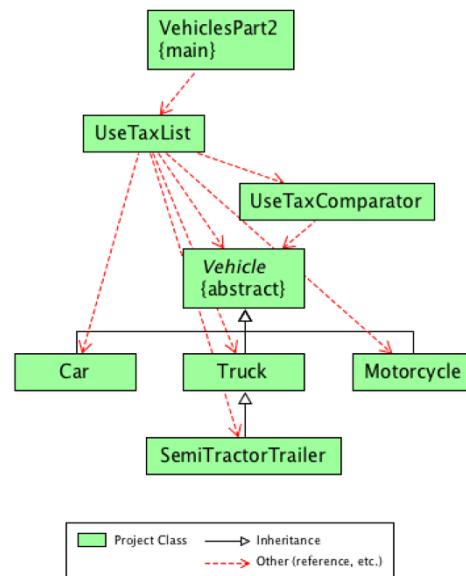 VehiclesPart2
{main}
UseTaxList
UseTaxComparator
Vehicle
{abstract}
Car
Truck
Motorcycle
SemiTractorTrailer
Project Class
Inheritance
Other (reference, etc.)